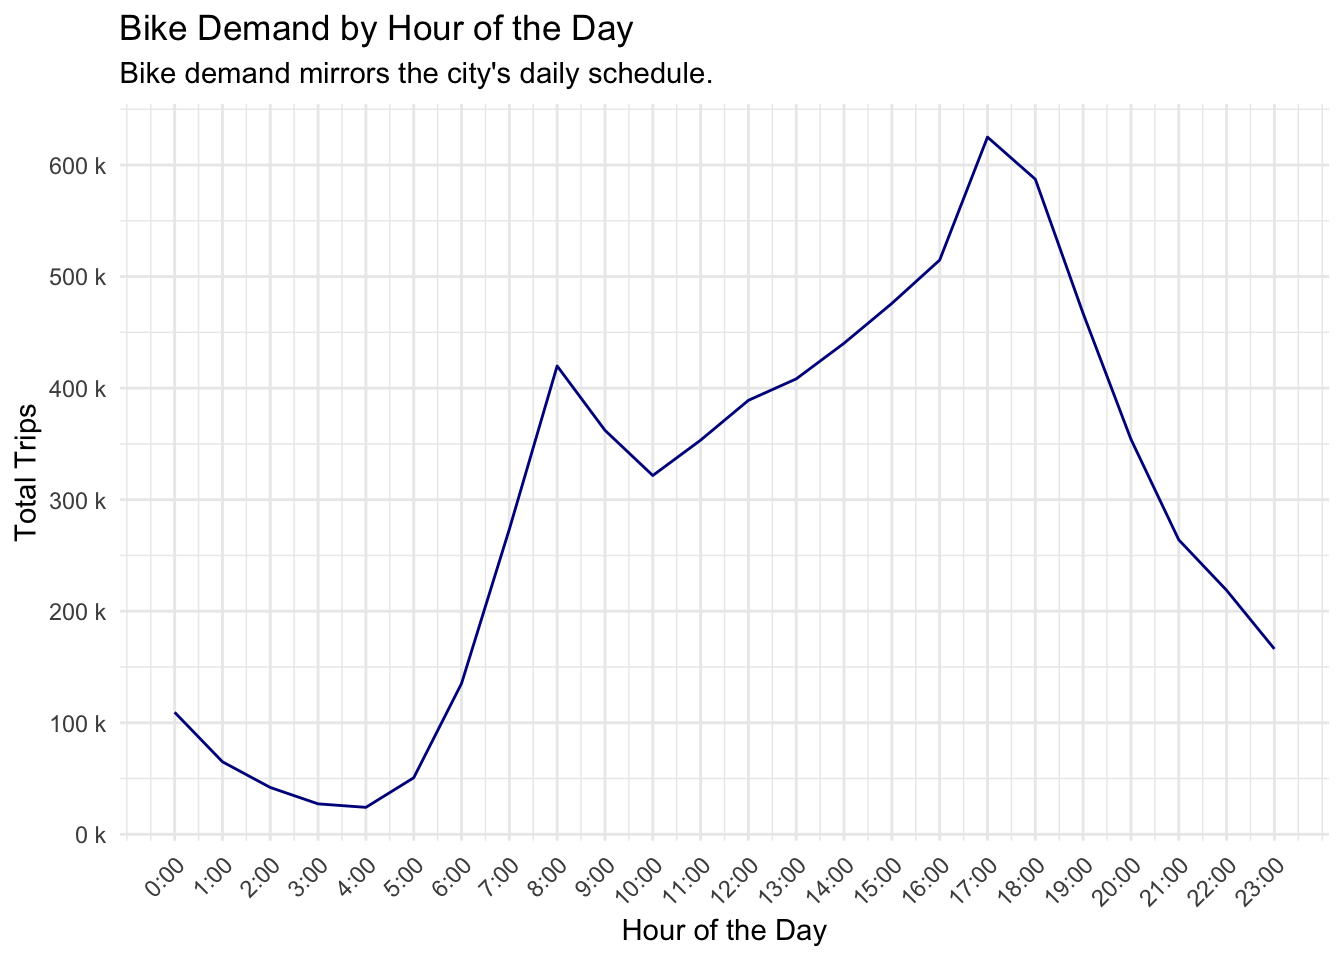 Bike Demand by Hour of the Day
Bike demand mirrors the city's daily schedule.
600 k
500 k
400 k
300 k
200 k
100 k
0 k
Total Trips
0:00
1:00
2:00
3:00
4:00
5:00
6:00
7:00
8:00
9:00
10:00
11:00
12:00
13:00
14:00
15:00
16:00
17:00
18:00
19:00
20:00
21:00
22:00
23:00
Hour of the Day